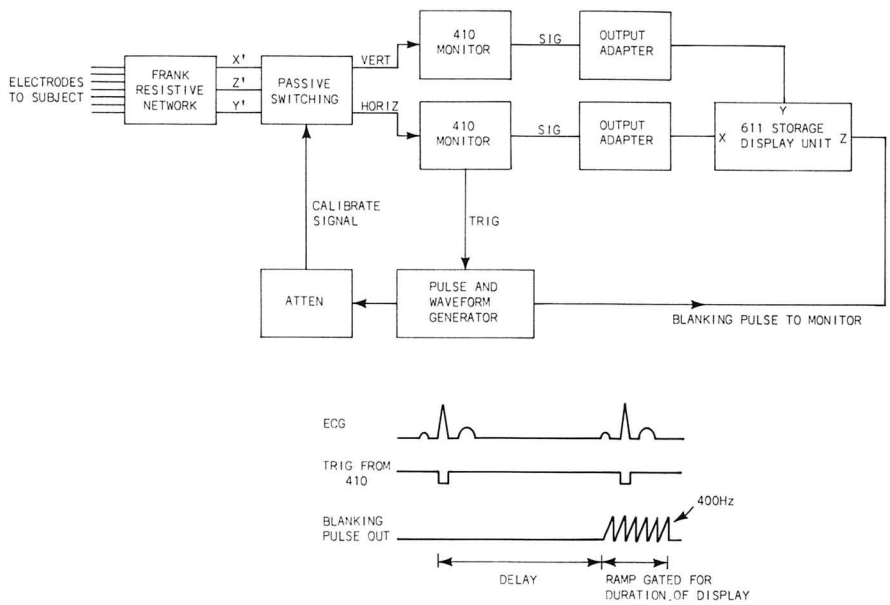 ELECTRODES
TO SUBJECT
FRANK
RESISTIVE
NETWORK
X'
Z'
Y'
PASSIVE
SWITCHING
VERT
HORIZ
410
MONITOR
SIG
OUTPUT
ADAPTER
410
MONITOR
SIG
OUTPUT
ADAPTER
Y
X
611 STORAGE
DISPLAY UNIT
Z
CALIBRATE
SIGNAL
TRIG
ATTEN
PULSE AND
WAVEFORM
GENERATOR
BLANKING PULSE TO MONITOR
ECG
TRIG FROM
410
BLANKING
PULSE OUT
400Hz
DELAY
RAMP GATED FOR
DURATION OF DISPLAY